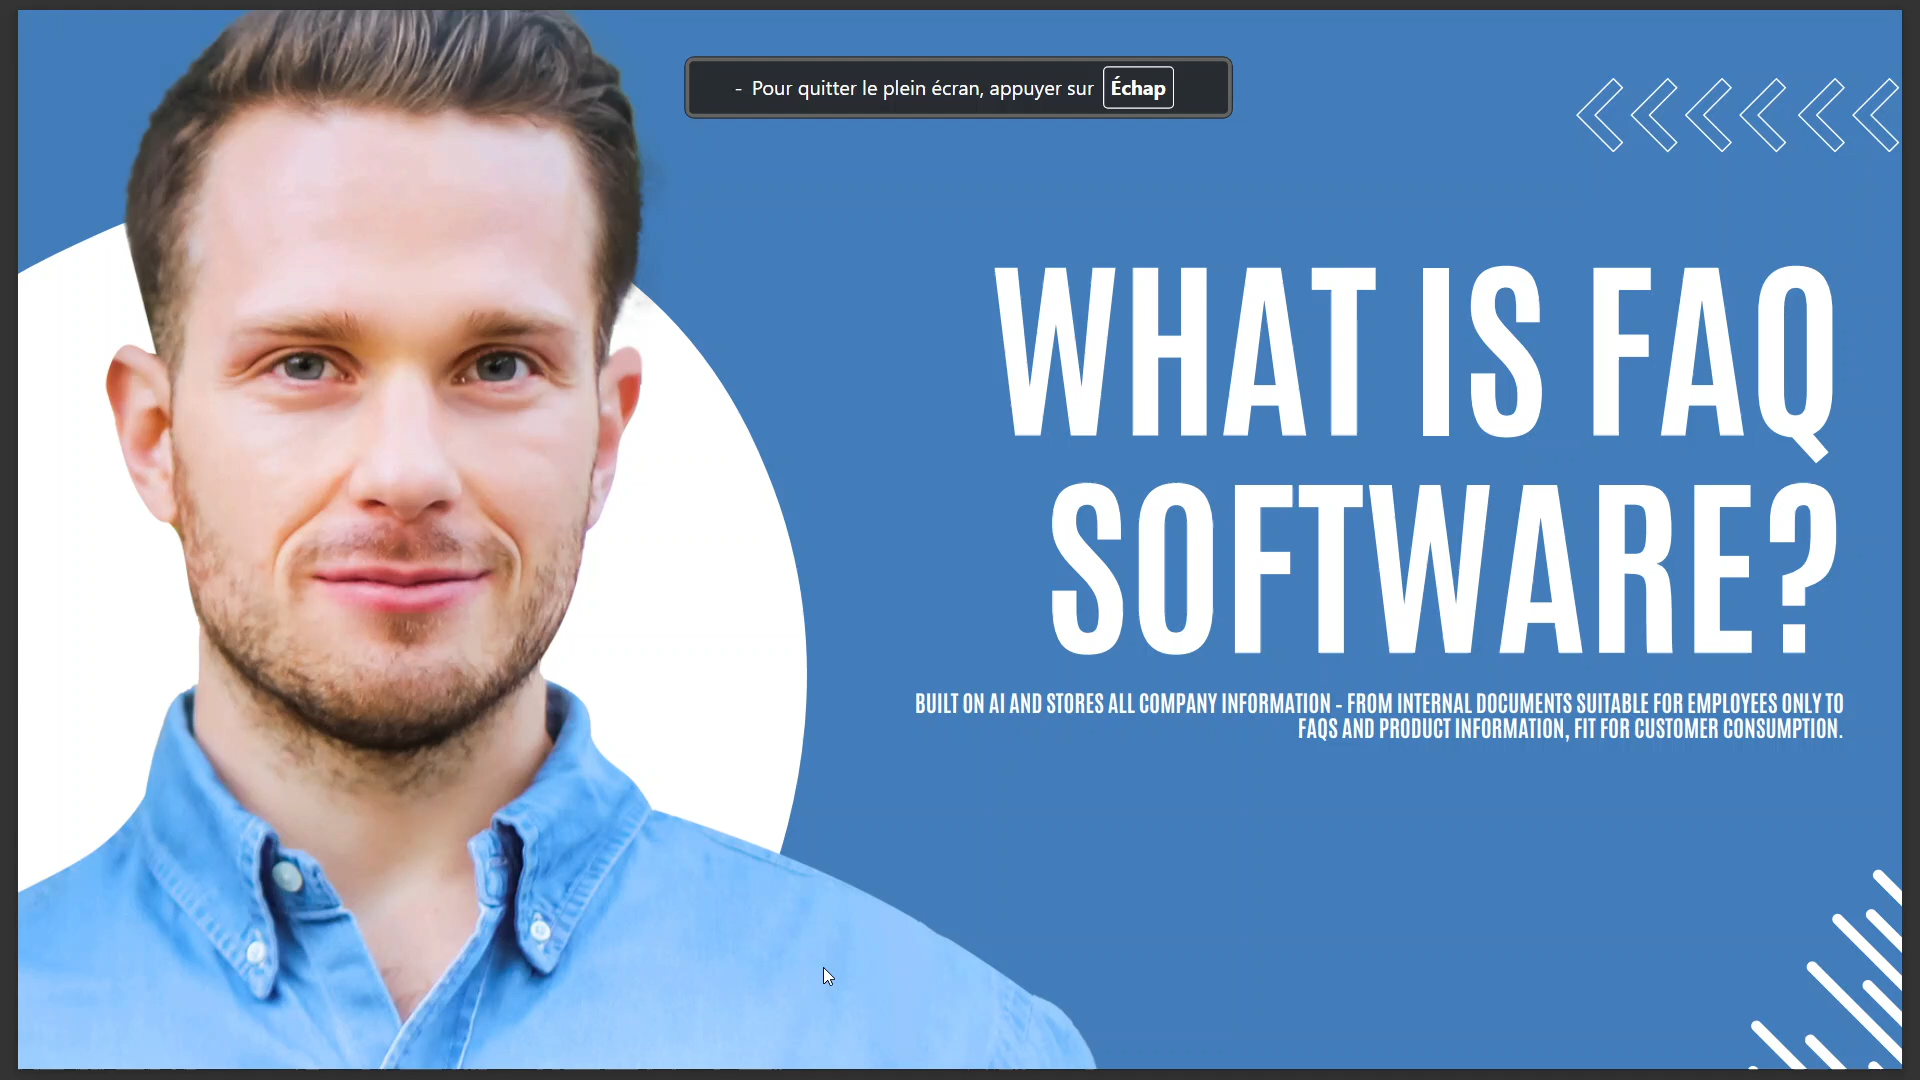 - Pour quitter le plein écran, appuyer sur Échap
WHAT IS FAQ
SOFTWARE?
BUILT ON AI AND STORES ALL COMPANY INFORMATION - FROM INTERNAL DOCUMENTS SUITABLE FOR EMPLOYEES ONLY TO
FAQS AND PRODUCT INFORMATION, FIT FOR CUSTOMER CONSUMPTION.